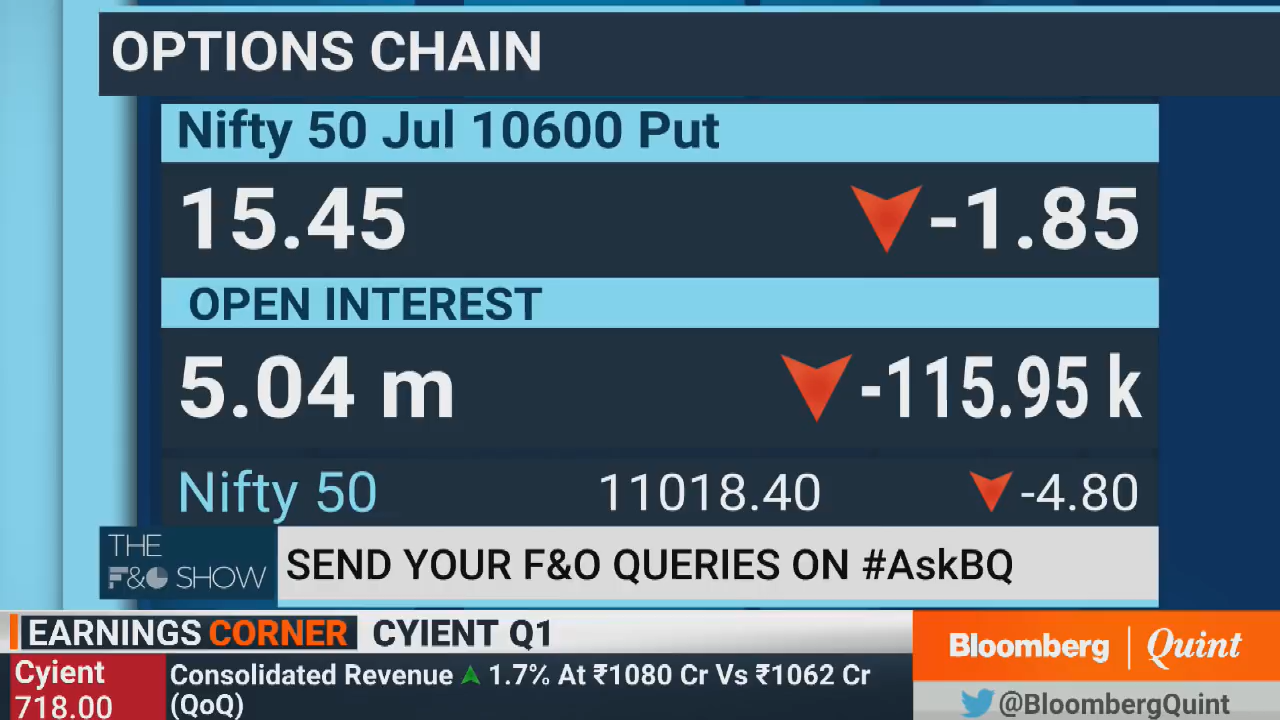 OPTIONS CHAIN
Nifty 50 Jul 10600 Put
15.45 -1.85
OPEN INTEREST
5.04 m -115.95 k
Nifty 50 11018.40 -4.80
THE
F&O SHOW
SEND YOUR F&O QUERIES ON #AskBQ
EARNINGS CORNER CYIENT Q1
Bloomberg | Quint
Cyient
718.00
Consolidated Revenue ▲ 1.7% At ₹1080 Cr Vs ₹1062 Cr
(QoQ)
@BloombergQuint